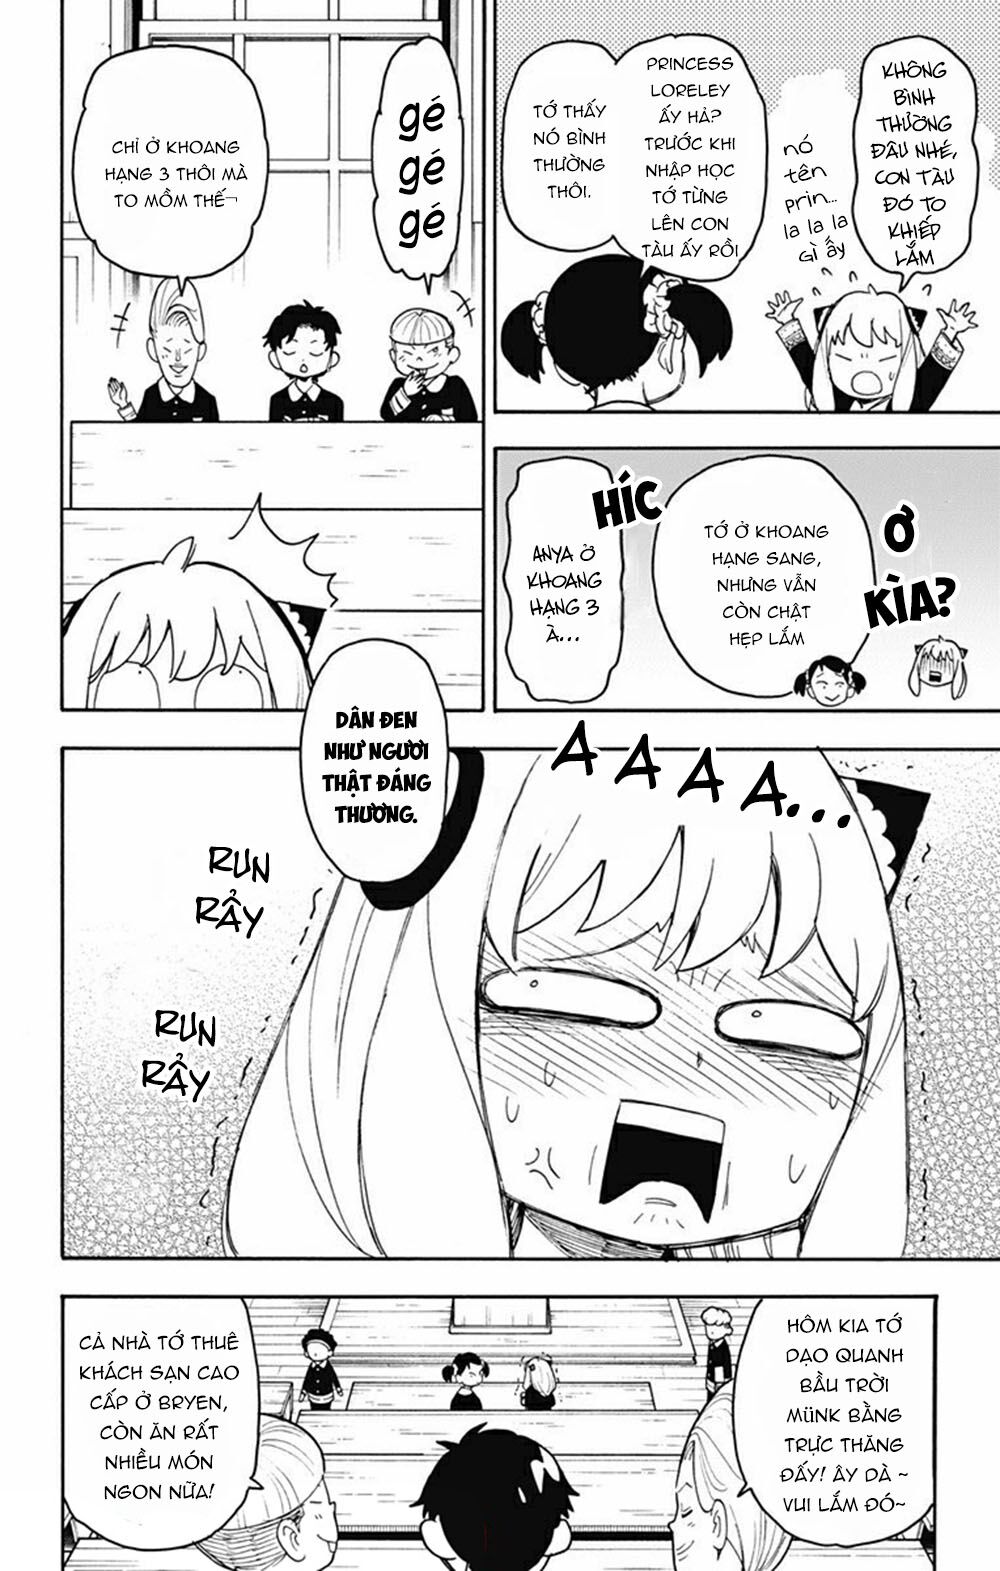 KHÔNG
BÌNH
THƯỜNG
ĐÂU NHÉ,
CON TÀU
ĐÓ TO
KHIẾP
LẮM
nó
tên
prin...
la la la
gì ấy
PRINCESS
LORELEY
ẤY HẢ?
TRƯỚC KHI
NHẬP HỌC
TỚ TỪNG
LÊN CON
TÀU ẤY RỒI
TỚ THẤY
NÓ BÌNH
THƯỜNG
THÔI.
gé
gé
gé
CHỈ Ở KHOANG
HẠNG 3 THÔI MÀ
TO MỒM THẾ¬
Ơ
KÌA?
TỚ Ở KHOANG
HẠNG SANG,
NHƯNG VẪN
CÒN CHẬT
HẸP LẮM
HÍC
ANYA Ở
KHOANG
HẠNG 3
À...
DÂN ĐEN
NHƯ NGƯƠI
THẬT ĐÁNG
THƯƠNG.
A A A A...
RUN
RẨY
RUN
RẨY
HÔM KIA TỚ
DẠO QUANH
BẦU TRỜI
MÜNK BẰNG
TRỰC THĂNG
ĐẤY! ÂY DÀ ~
VUI LẮM ĐÓ~
CẢ NHÀ TỚ THUÊ
KHÁCH SẠN CAO
CẤP Ở BRYEN,
CÒN ĂN RẤT
NHIỀU MÓN
NGON NỮA!